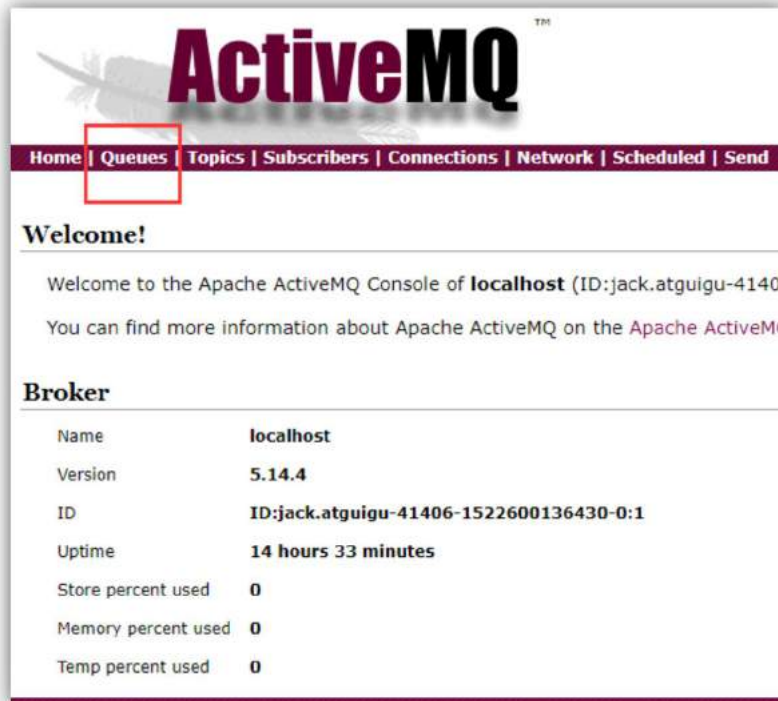 ActiveMQ™
Home | Queues | Topics | Subscribers | Connections | Network | Scheduled | Send
Welcome!
Welcome to the Apache ActiveMQ Console of localhost (ID:jack.atguigu-4140
You can find more information about Apache ActiveMQ on the Apache ActiveM
Broker
Name localhost
Version 5.14.4
ID ID:jack.atguigu-41406-1522600136430-0:1
Uptime 14 hours 33 minutes
Store percent used 0
Memory percent used 0
Temp percent used 0